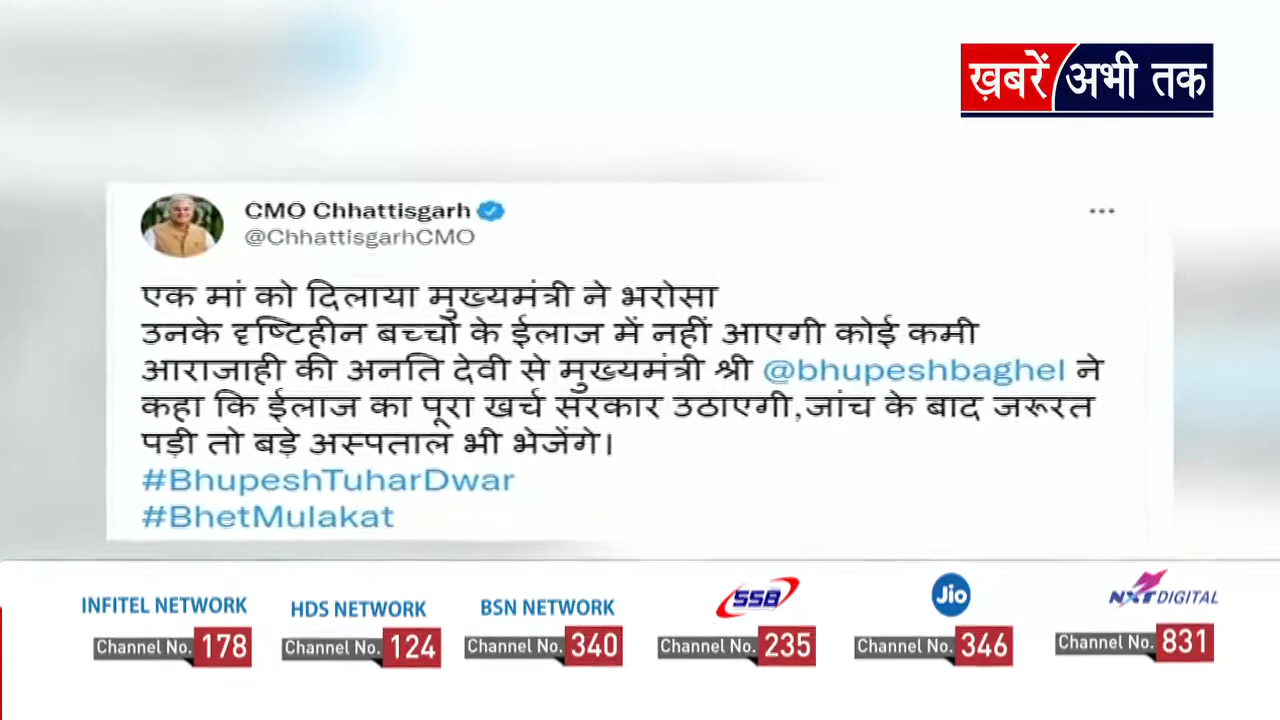 ख़बरें अभी तक
CMO Chhattisgarh
@ChhattisgarhCMO
एक मां को दिलाया मुख्यमंत्री ने भरोसा
उनके दृष्टिहीन बच्चों के ईलाज में नहीं आएगी कोई कमी
आराजाही की अनति देवी से मुख्यमंत्री श्री @bhupeshbaghel ने
कहा कि ईलाज का पूरा खर्च सरकार उठाएगी,जांच के बाद जरूरत
पड़ी तो बड़े अस्पताल भी भेजेंगे।
#BhupeshTuharDwar
#BhetMulakat
INFITEL NETWORK HDS NETWORK BSN NETWORK SSB Jio NXT DIGITAL
Channel No. 178 Channel No. 124 Channel No. 340 Channel No. 235 Channel No. 346 Channel No. 831